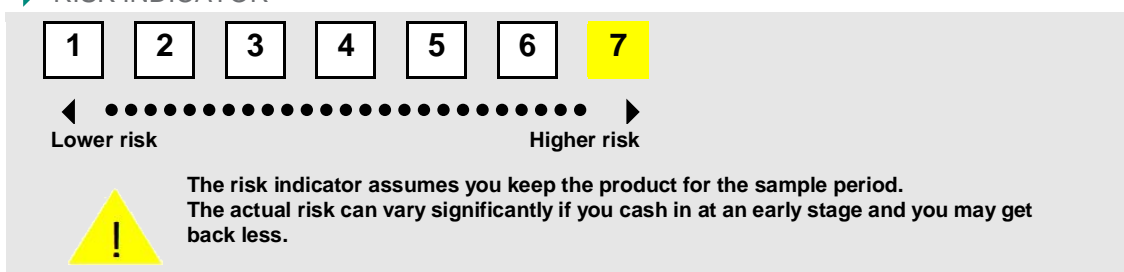 RISK INDICATOR
1 2 3 4 5 6 7
Lower risk Higher risk
The risk indicator assumes you keep the product for the sample period.
The actual risk can vary significantly if you cash in at an early stage and you may get
back less.
!